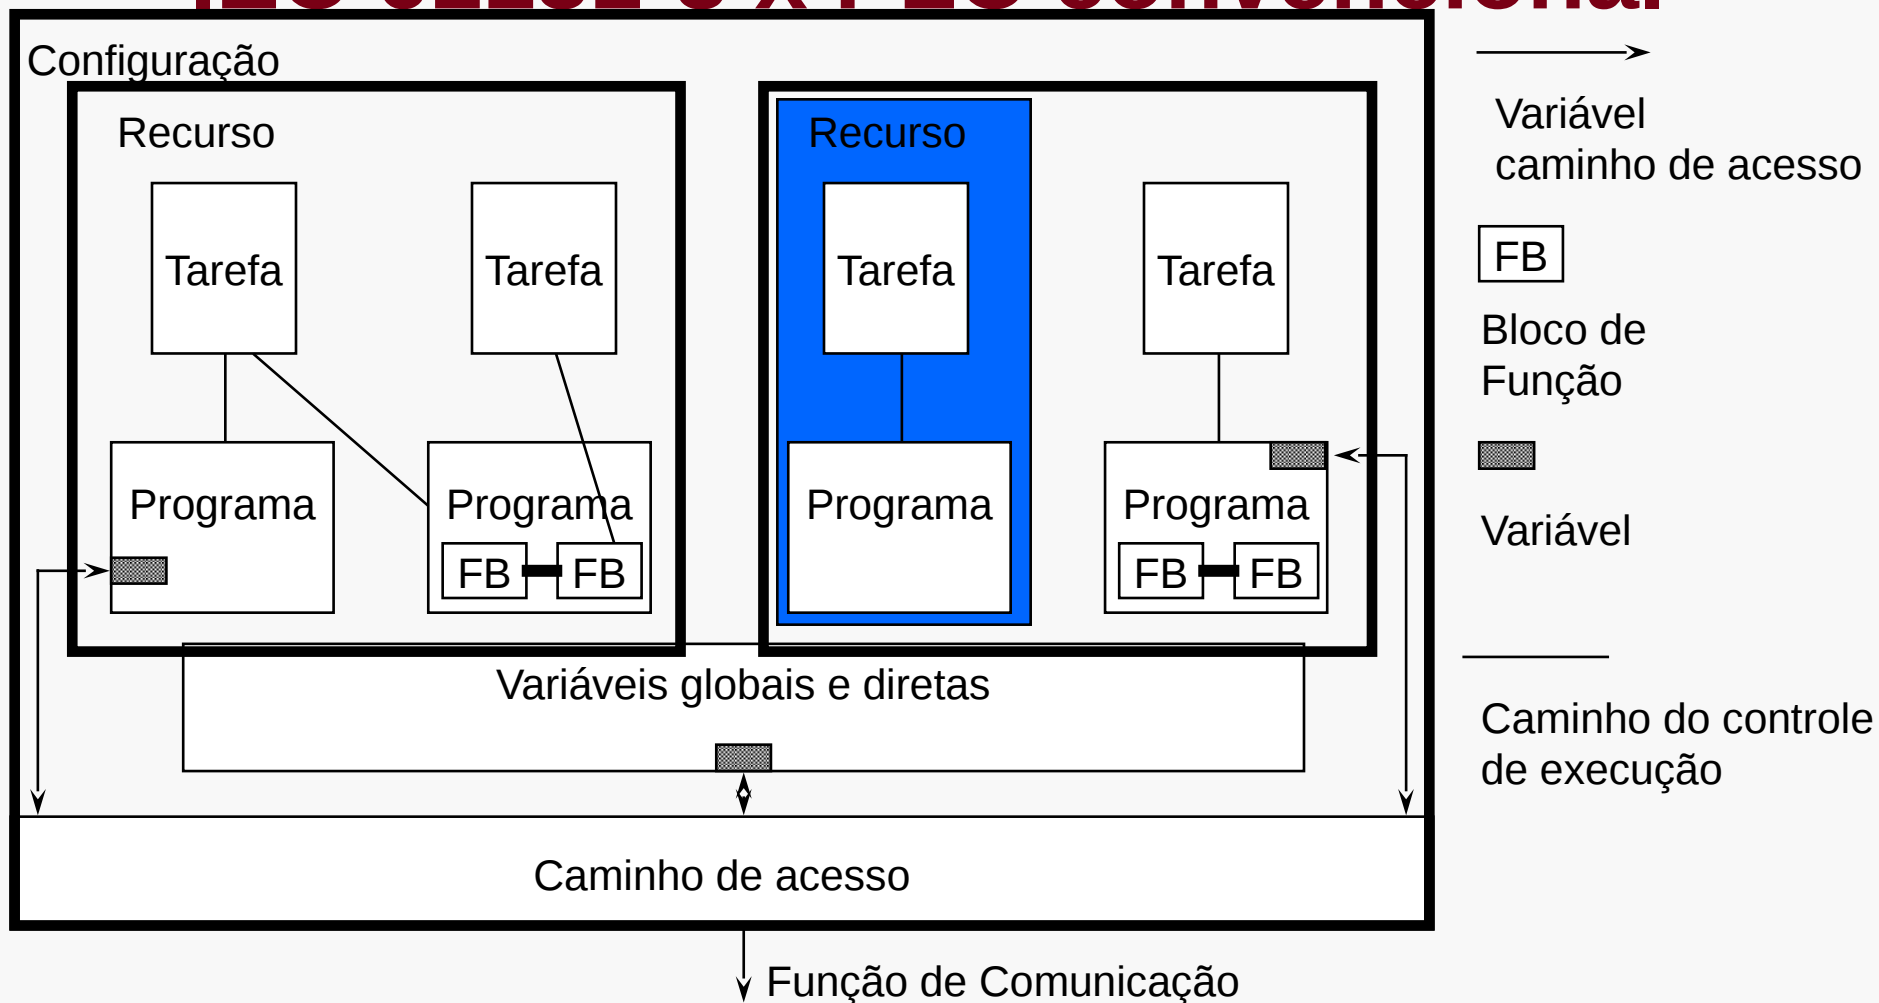 Configuração
Recurso
Recurso
Tarefa
Tarefa
Tarefa
Tarefa
Programa
Programa
Programa
Programa
FB
FB
FB
FB
Variáveis globais e diretas
Caminho de acesso
Função de Comunicação
Variável
caminho de acesso
FB
Bloco de
Função
Variável
Caminho do controle
de execução